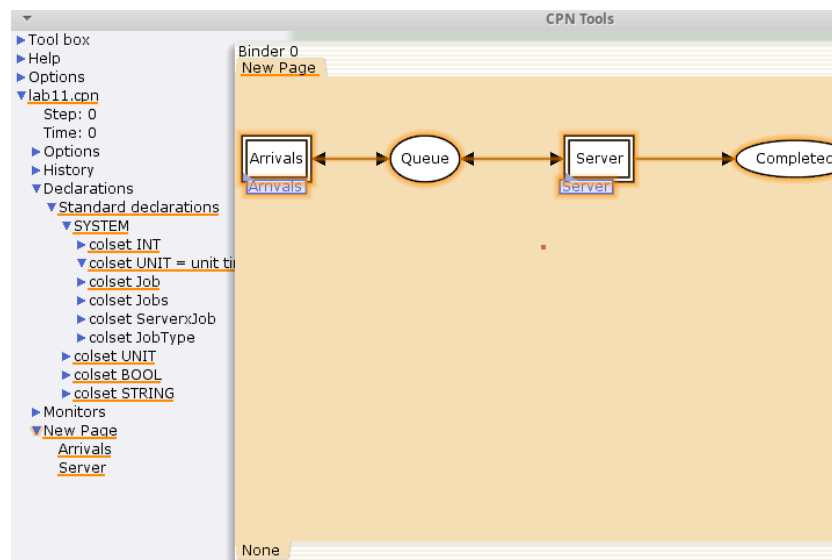 CPN Tools
Tool box
Help
Options
lab11.cpn
Step: 0
Time: 0
Options
History
Declarations
Standard declarations
SYSTEM
colset INT
colset UNIT = unit ti
colset Job
colset Jobs
colset ServerxJob
colset JobType
colset UNIT
colset BOOL
colset STRING
Monitors
New Page
Arrivals
Server
Binder 0
New Page
Arrivals
Queue
Server
Completed
Arrivals
Server
None